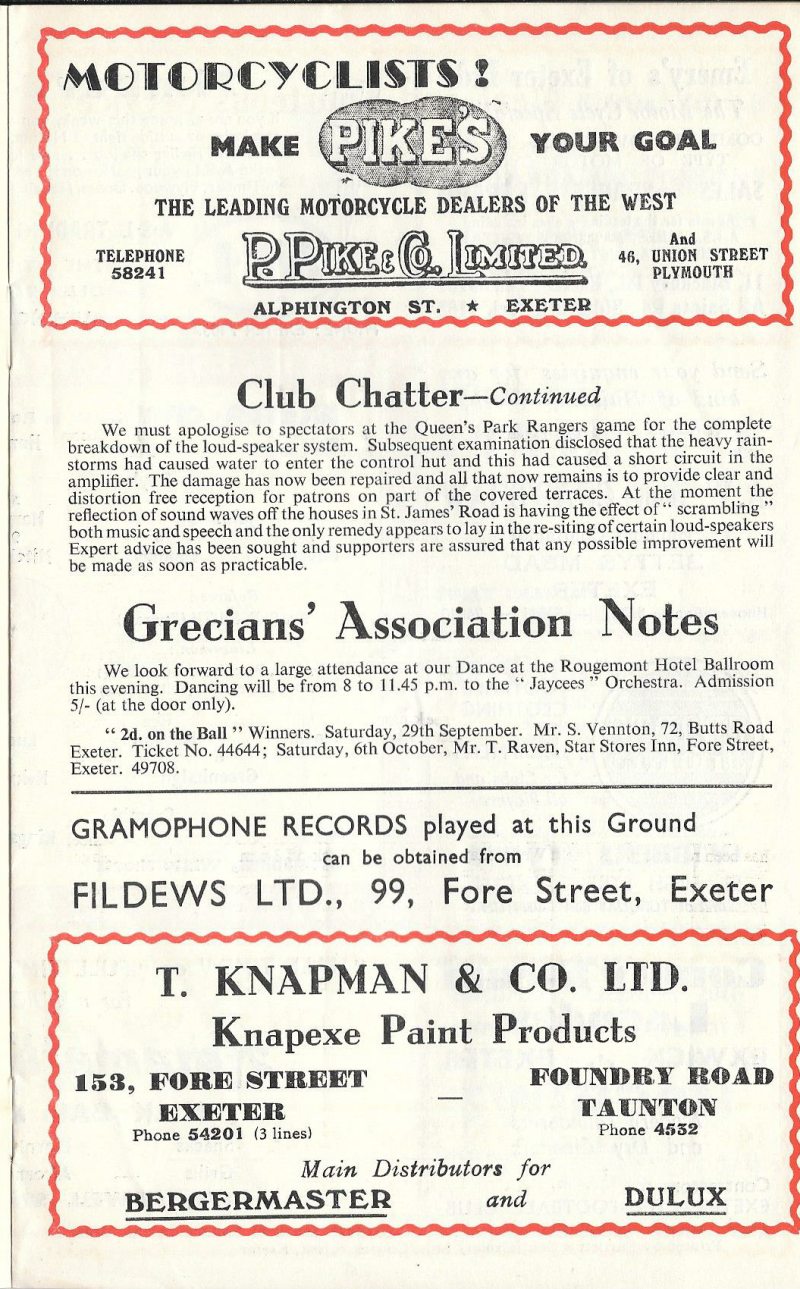 MOTORCYCLISTS!
MAKE PIKE'S YOUR GOAL
THE LEADING MOTORCYCLE DEALERS OF THE WEST
TELEPHONE
58241
P. PIKE & CO. LIMITED.
And
46, UNION STREET
PLYMOUTH
ALPHINGTON ST. ★ EXETER
Club Chatter—Continued
We must apologise to spectators at the Queen's Park Rangers game for the complete
breakdown of the loud-speaker system. Subsequent examination disclosed that the heavy rain-
storms had caused water to enter the control hut and this had caused a short circuit in the
amplifier. The damage has now been repaired and all that now remains is to provide clear and
distortion free reception for patrons on part of the covered terraces. At the moment the
reflection of sound waves off the houses in St. James' Road is having the effect of " scrambling "
both music and speech and the only remedy appears to lay in the re-siting of certain loud-speakers
Expert advice has been sought and supporters are assured that any possible improvement will
be made as soon as practicable.
Grecians' Association Notes
We look forward to a large attendance at our Dance at the Rougemont Hotel Ballroom
this evening. Dancing will be from 8 to 11.45 p.m. to the " Jaycees " Orchestra. Admission
5/- (at the door only).
" 2d. on the Ball " Winners. Saturday, 29th September. Mr. S. Vennton, 72, Butts Road
Exeter. Ticket No. 44644; Saturday, 6th October, Mr. T. Raven, Star Stores Inn, Fore Street,
Exeter. 49708.
GRAMOPHONE RECORDS played at this Ground
can be obtained from
FILDEWS LTD., 99, Fore Street, Exeter
T. KNAPMAN & CO. LTD.
Knapexe Paint Products
153, FORE STREET
EXETER
Phone 54201 (3 lines)
—
FOUNDRY ROAD
TAUNTON
Phone 4532
Main Distributors for
BERGERMASTER and DULUX